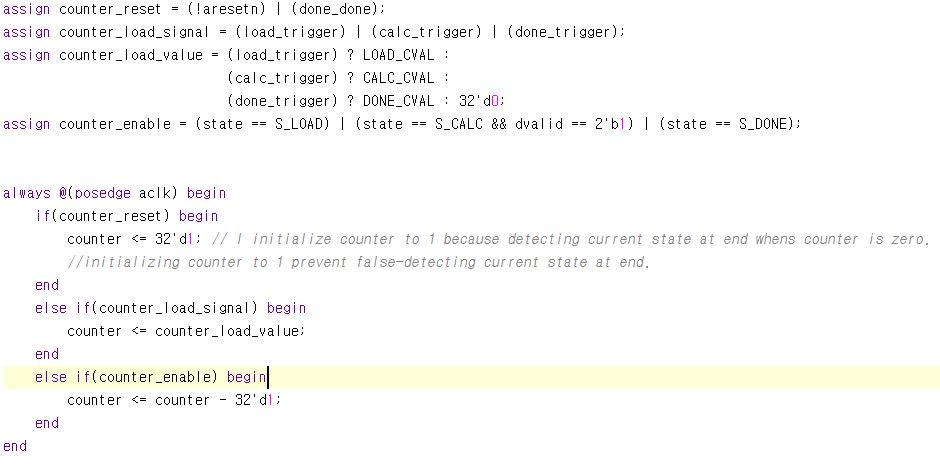 assign counter_reset = (!aresetn) | (done_done);
assign counter_load_signal = (load_trigger) | (calc_trigger) | (done_trigger);
assign counter_load_value = (load_trigger) ? LOAD_CVAL :
(calc_trigger) ? CALC_CVAL :
(done_trigger) ? DONE_CVAL : 32'd0;
assign counter_enable = (state == S_LOAD) | (state == S_CALC && dvalid == 2'b1) | (state == S_DONE);
always @(posedge aclk) begin
if(counter_reset) begin
counter <= 32'd1; // I initialize counter to 1 because detecting current state at end whens counter is zero.
//initializing counter to 1 prevent false-detecting current state at end.
end
else if(counter_load_signal) begin
counter <= counter_load_value;
end
else if(counter_enable) begin
counter <= counter - 32'd1;
end
end